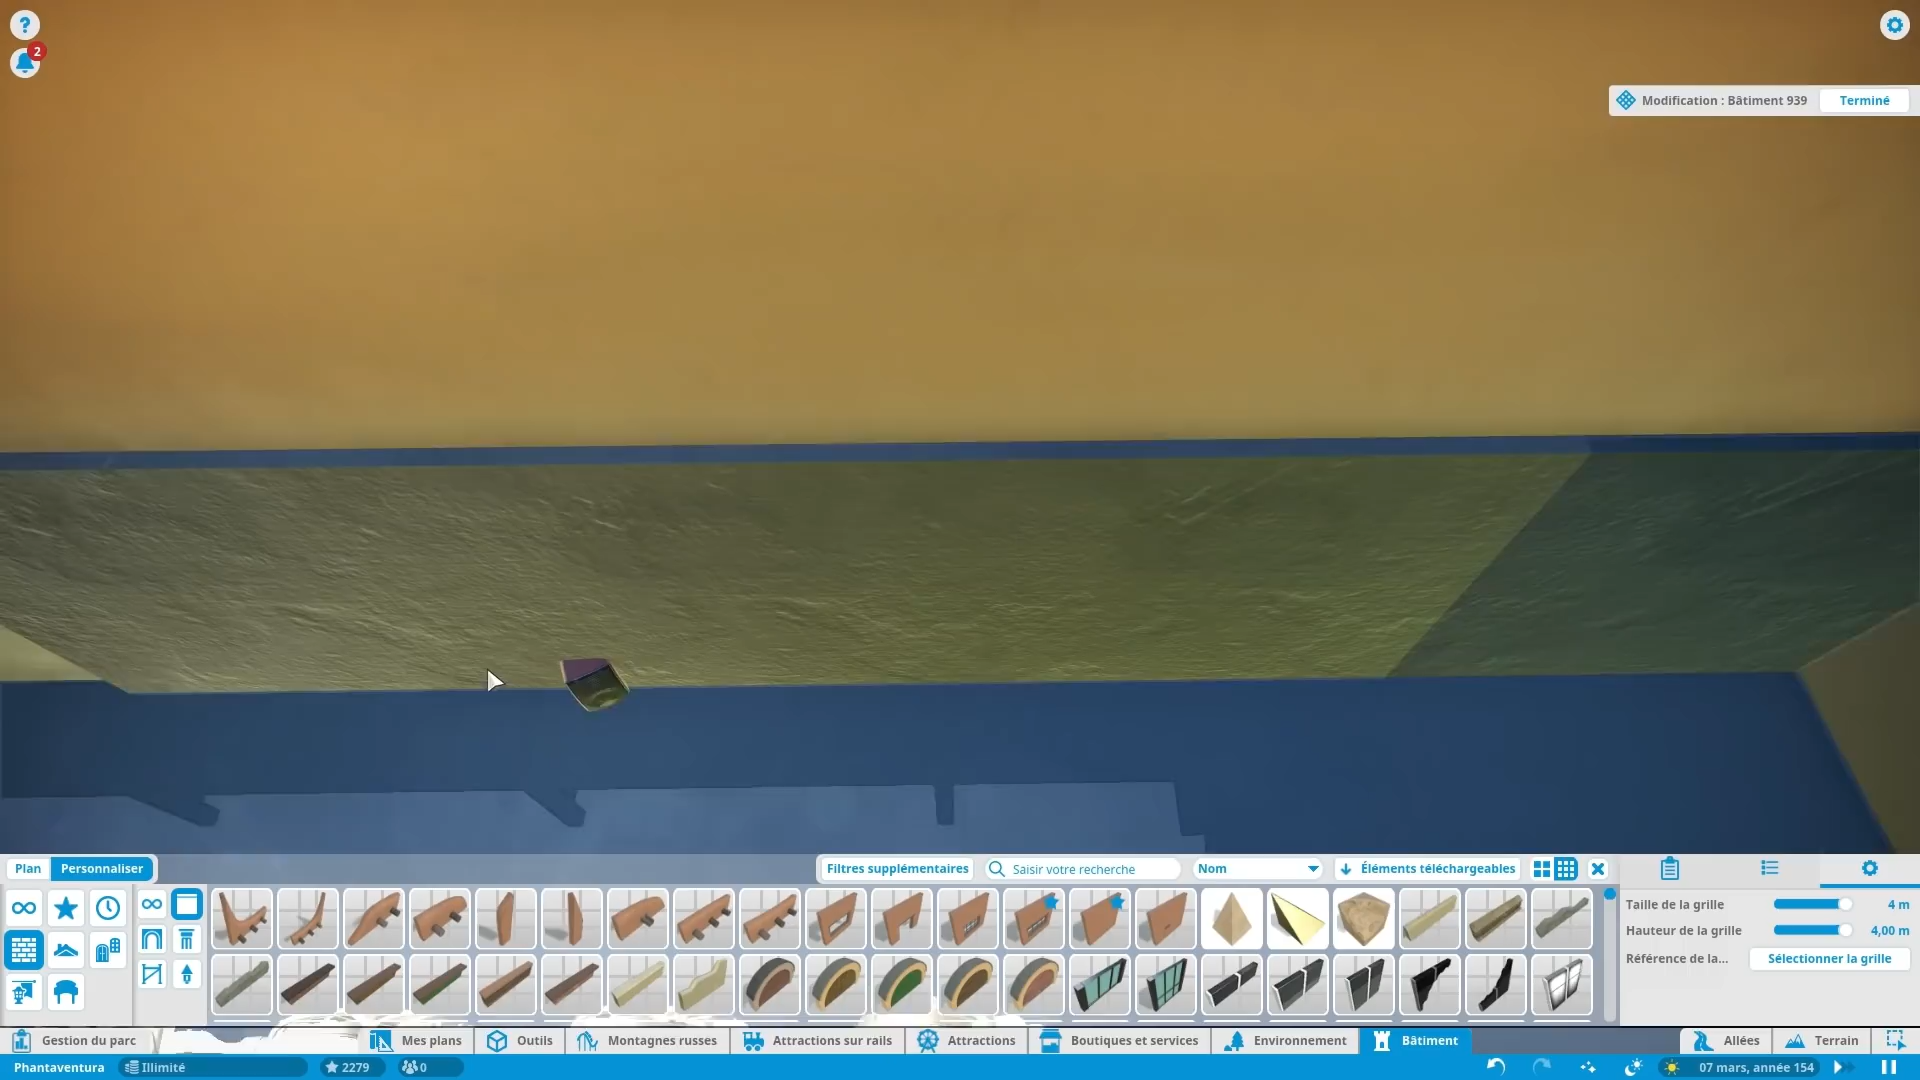 ?
2
Modification : Bâtiment 939
Terminé
Plan
Personnaliser
Filtres supplémentaires
Saisir votre recherche
Nom
Éléments téléchargeables
Taille de la grille
4 m
Hauteur de la grille
4,00 m
Référence de la...
Sélectionner la grille
Gestion du parc
Mes plans
Outils
Montagnes russes
Attractions sur rails
Attractions
Boutiques et services
Environnement
Bâtiment
Allées
Terrain
Phantaventura
Illimité
2279
0
07 mars, année 154